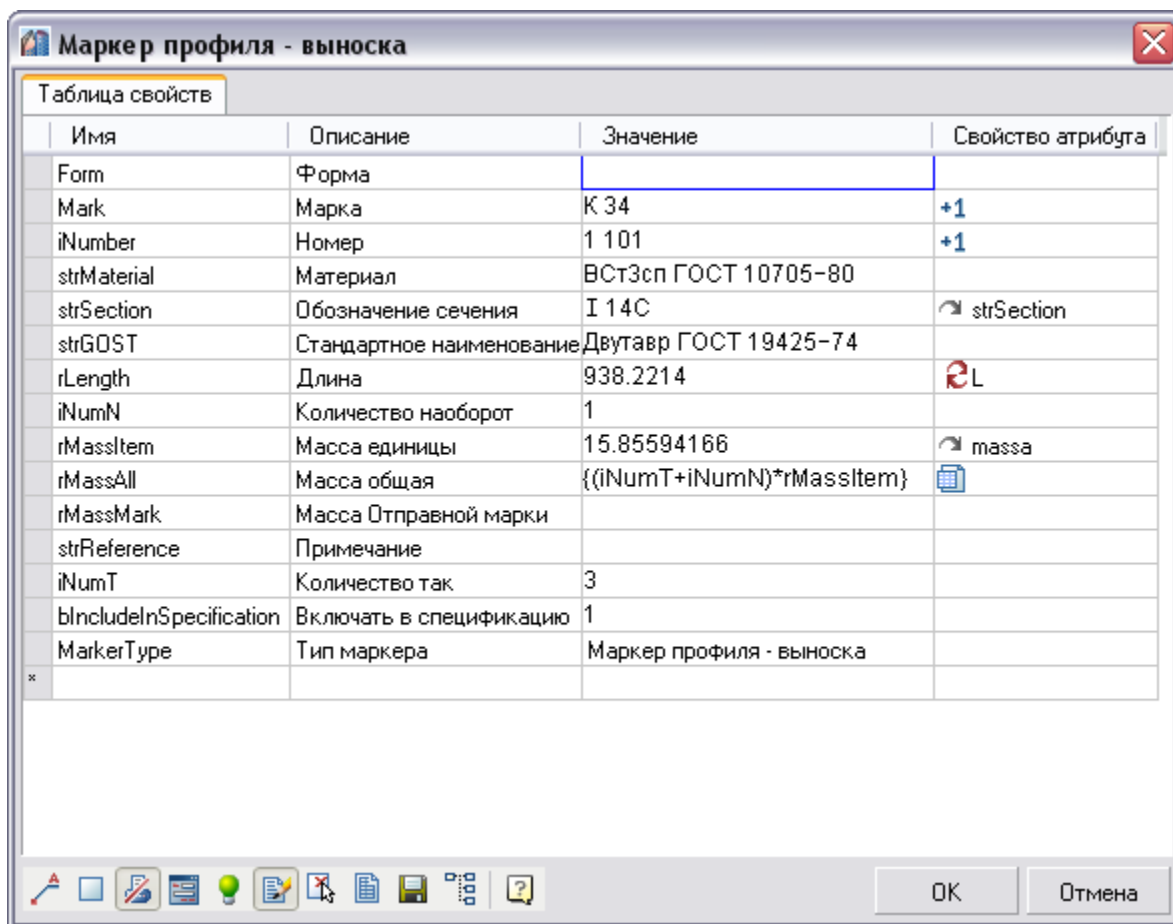 Маркер профиля - выноска
Таблица свойств
Имя Описание Значение Свойство атрибута
Form Форма
Mark Марка К 34 +1
iNumber Номер 1 101 +1
strMaterial Материал ВСт3сп ГОСТ 10705-80
strSection Обозначение сечения I 14С strSection
strGOST Стандартное наименование Двутавр ГОСТ 19425-74
rLength Длина 938.2214 L
iNumN Количество наоборот 1
rMassItem Масса единицы 15.85594166 massa
rMassAll Масса общая {(iNumT+iNumN)*rMassItem}
rMassMark Масса Отправной марки
strReference Примечание
iNumT Количество так 3
bIncludeInSpecification Включать в спецификацию 1
MarkerType Тип маркера Маркер профиля - выноска
*
A ? OK Отмена